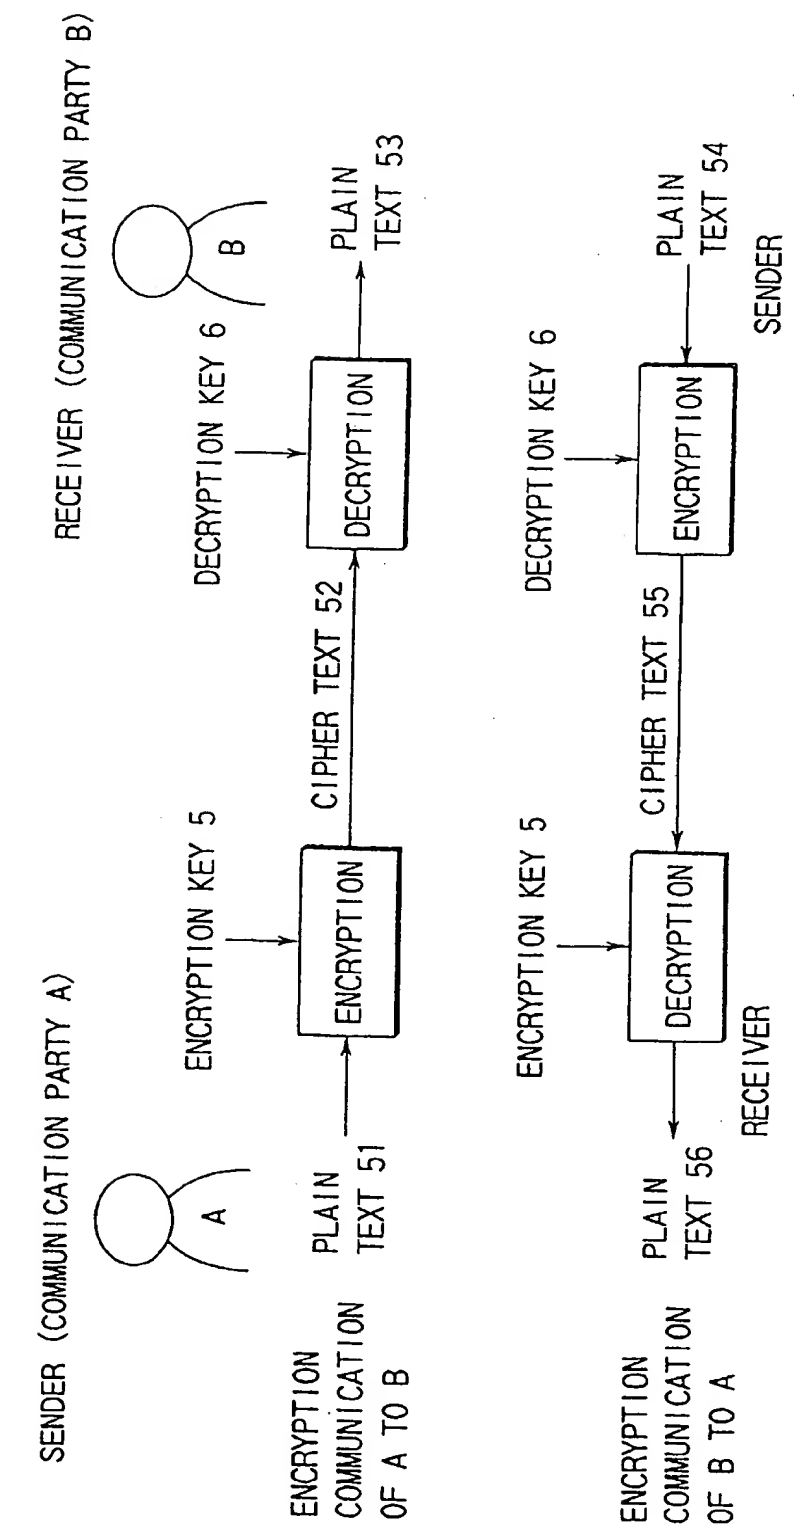 SENDER (COMMUNICATION PARTY A)
RECEIVER (COMMUNICATION PARTY B)
A
B
ENCRYPTION
COMMUNICATION
OF A TO B
ENCRYPTION KEY 5
DECRYPTION KEY 6
PLAIN
TEXT 51
ENCRYPTION
CIPHER TEXT 52
DECRYPTION
PLAIN
TEXT 53
ENCRYPTION
COMMUNICATION
OF B TO A
ENCRYPTION KEY 5
DECRYPTION KEY 6
PLAIN
TEXT 56
DECRYPTION
CIPHER TEXT 55
ENCRYPTION
PLAIN
TEXT 54
RECEIVER
SENDER